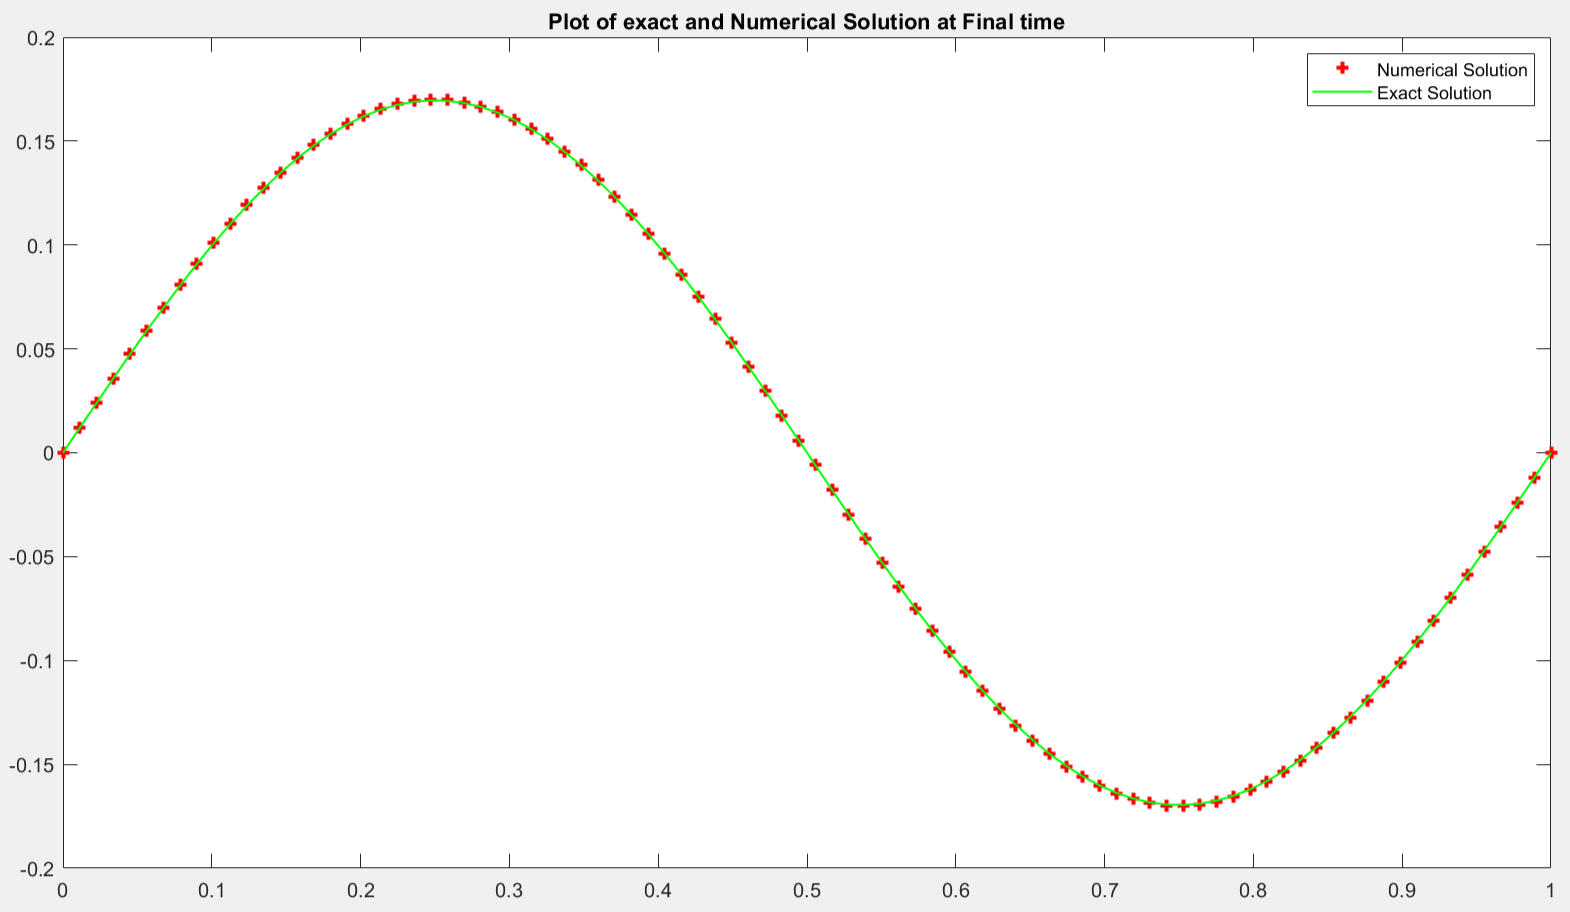 Plot of exact and Numerical Solution at Final time
Numerical Solution
Exact Solution
0.2
0.15
0.1
0.05
0
-0.05
-0.1
-0.15
-0.2
0 0.1 0.2 0.3 0.4 0.5 0.6 0.7 0.8 0.9 1